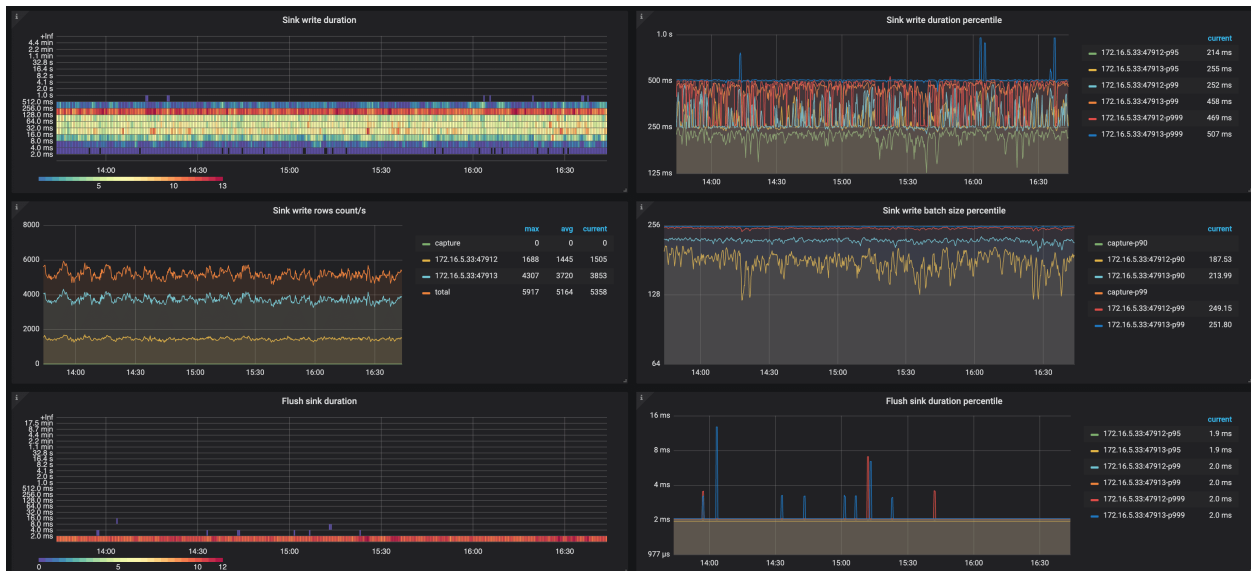 Sink write duration
+Inf
4.4 min
2.2 min
1.1 min
32.8 s
16.4 s
8.2 s
4.1 s
2.0 s
1.0 s
512.0 ms
256.0 ms
128.0 ms
64.0 ms
32.0 ms
16.0 ms
8.0 ms
4.0 ms
2.0 ms
14:00 14:30 15:00 15:30 16:00 16:30
5 10 13
Sink write duration percentile
1.0 s
500 ms
250 ms
125 ms
14:00 14:30 15:00 15:30 16:00 16:30
current
172.16.5.33:47912-p95 214 ms
172.16.5.33:47913-p95 255 ms
172.16.5.33:47912-p99 252 ms
172.16.5.33:47913-p99 458 ms
172.16.5.33:47912-p999 469 ms
172.16.5.33:47913-p999 507 ms
Sink write rows count/s
8000
6000
4000
2000
0
14:00 14:30 15:00 15:30 16:00 16:30
max avg current
capture 0 0 0
172.16.5.33:47912 1688 1445 1505
172.16.5.33:47913 4307 3720 3853
total 5917 5164 5358
Sink write batch size percentile
256
128
64
14:00 14:30 15:00 15:30 16:00 16:30
current
capture-p90
172.16.5.33:47912-p90 187.53
172.16.5.33:47913-p90 213.99
capture-p99
172.16.5.33:47912-p99 249.15
172.16.5.33:47913-p99 251.80
Flush sink duration
+Inf
17.5 min
8.7 min
4.4 min
2.2 min
1.1 min
32.8 s
16.4 s
8.2 s
4.1 s
2.0 s
1.0 s
512.0 ms
256.0 ms
128.0 ms
64.0 ms
32.0 ms
16.0 ms
8.0 ms
4.0 ms
2.0 ms
14:00 14:30 15:00 15:30 16:00 16:30
0 5 10 12
Flush sink duration percentile
16 ms
8 ms
4 ms
2 ms
977 µs
14:00 14:30 15:00 15:30 16:00 16:30
current
172.16.5.33:47912-p95 1.9 ms
172.16.5.33:47913-p95 1.9 ms
172.16.5.33:47912-p99 2.0 ms
172.16.5.33:47913-p99 2.0 ms
172.16.5.33:47912-p999 2.0 ms
172.16.5.33:47913-p999 2.0 ms